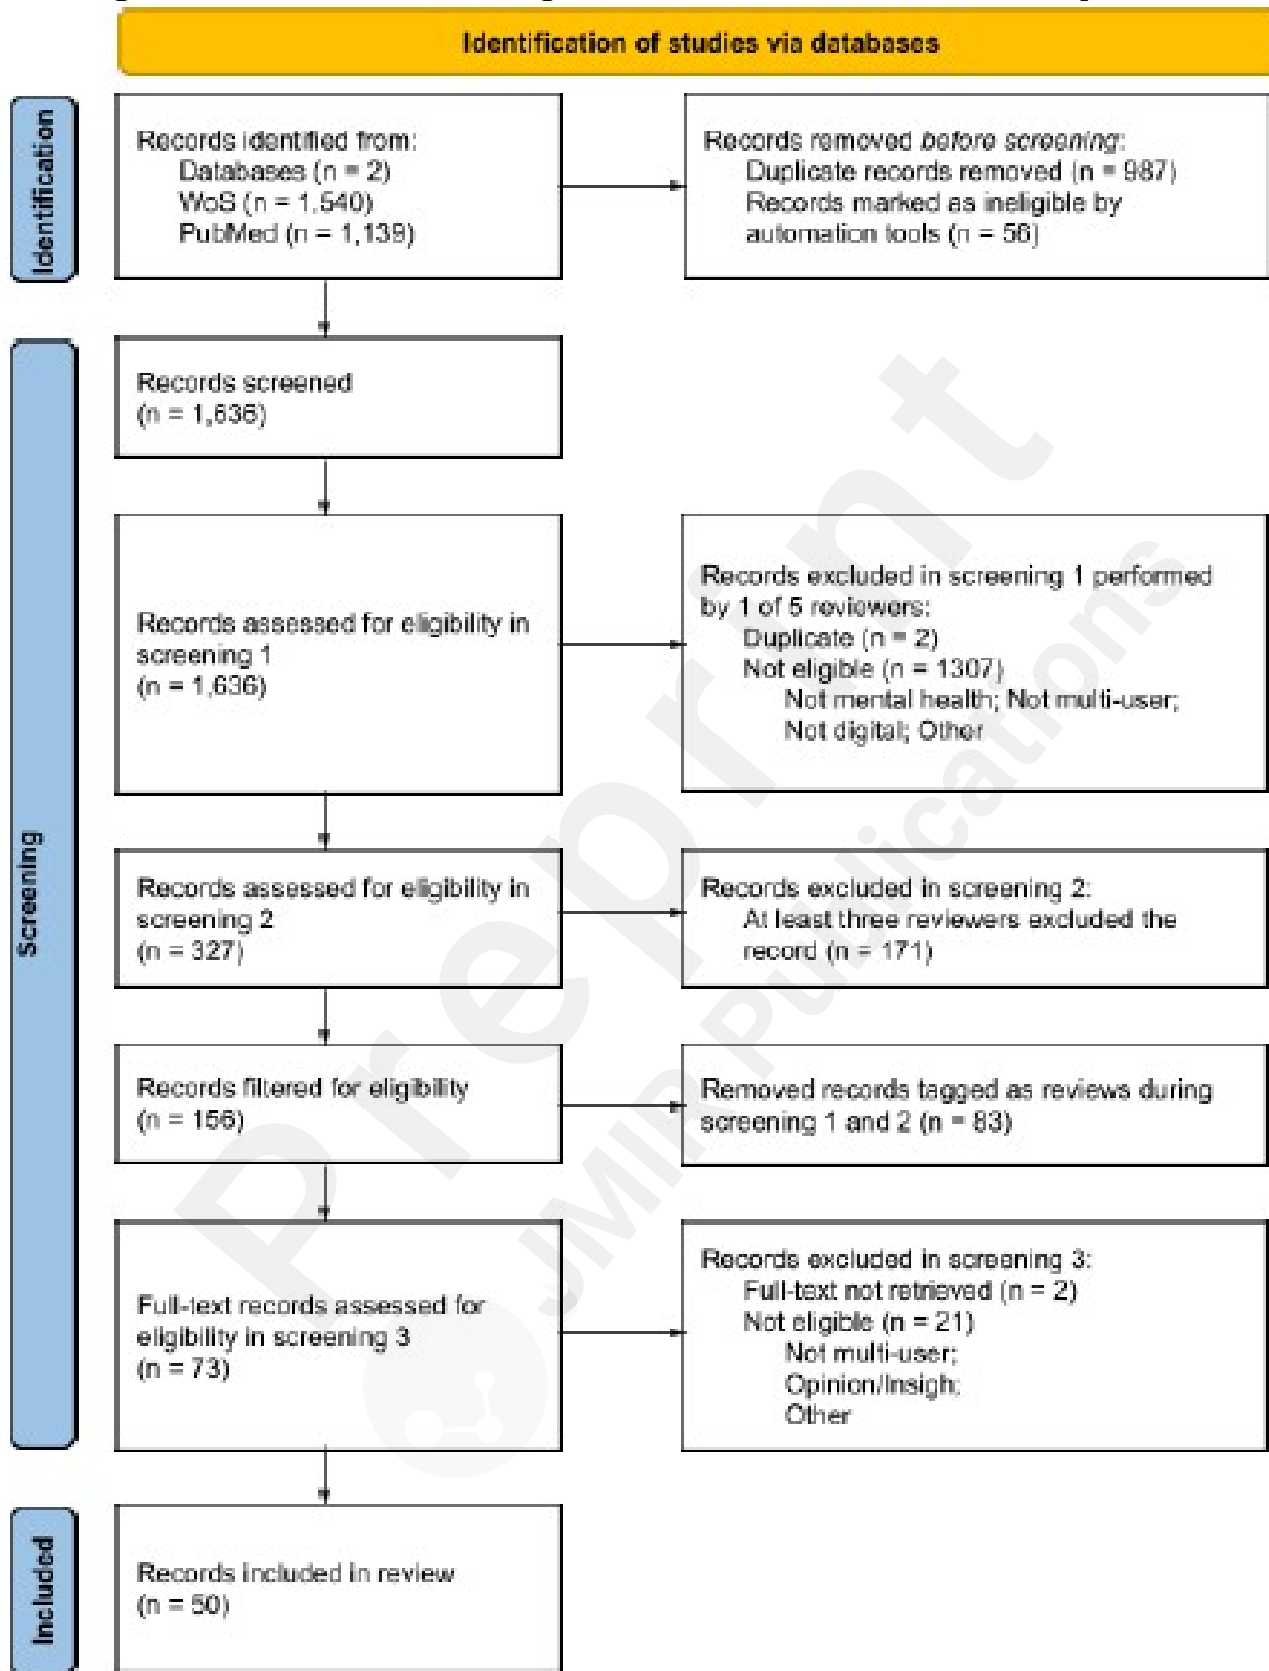 Identification of studies via databases
Identification
Records identified from:
Databases (n = 2)
WoS (n = 1,540)
PubMed (n = 1,139)
Records removed before screening:
Duplicate records removed (n = 987)
Records marked as ineligible by
automation tools (n = 56)
Screening
Records screened
(n = 1,636)
Records assessed for eligibility in
screening 1
(n = 1,636)
Records excluded in screening 1 performed
by 1 of 5 reviewers:
Duplicate (n = 2)
Not eligible (n = 1307)
Not mental health; Not multi-user;
Not digital; Other
Records assessed for eligibility in
screening 2
(n = 327)
Records excluded in screening 2:
At least three reviewers excluded the
record (n = 171)
Records filtered for eligibility
(n = 156)
Removed records tagged as reviews during
screening 1 and 2 (n = 83)
Full-text records assessed for
eligibility in screening 3
(n = 73)
Records excluded in screening 3:
Full-text not retrieved (n = 2)
Not eligible (n = 21)
Not multi-user;
Opinion/Insigh;
Other
Included
Records included in review
(n = 50)
Preprint
JMIR Publications